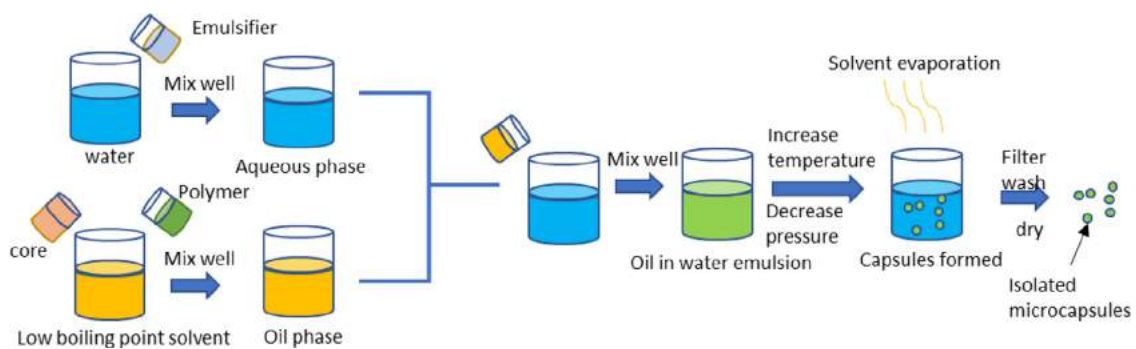 Emulsifier
Mix well
water
Aqueous phase
Polymer
core
Mix well
Low boiling point solvent
Oil phase
Mix well
Oil in water emulsion
Increase
temperature
Decrease
pressure
Solvent evaporation
Capsules formed
Filter
wash
dry
Isolated
microcapsules